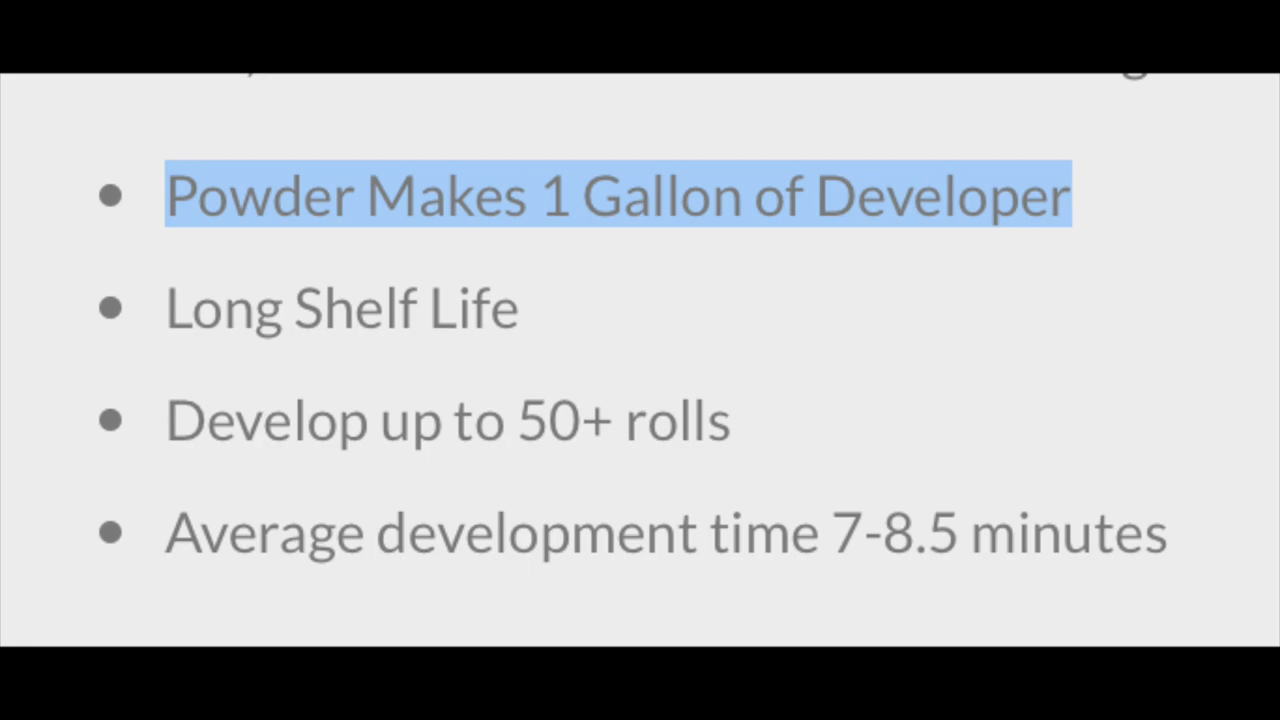 Powder Makes 1 Gallon of Developer
Long Shelf Life
Develop up to 50+ rolls
Average development time 7-8.5 minutes